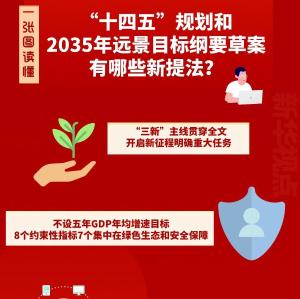 一张图读懂
“十四五”规划和
2035年远景目标纲要草案
有哪些新提法？
“三新”主线贯穿全文
开启新征程明确重大任务
不设五年GDP年均增速目标
8个约束性指标7个集中在绿色生态和安全保障
新华视点